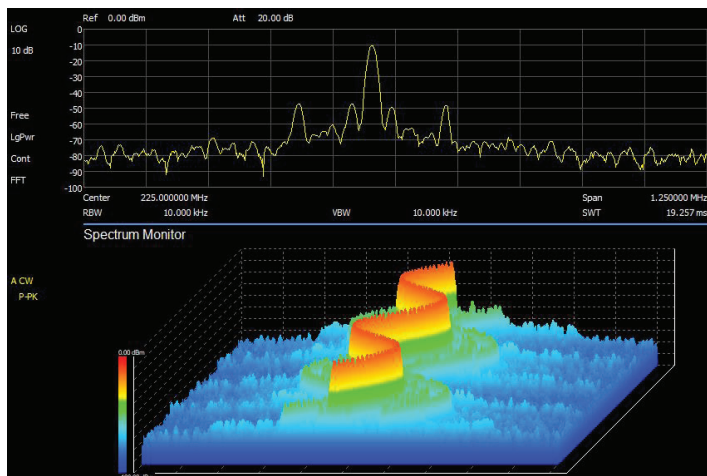 Ref 0.00 dBm Att 20.00 dB
LOG
10 dB
Free
LgPwr
Cont
FFT
0
-10
-20
-30
-40
-50
-60
-70
-80
-90
-100
Center 225.000000 MHz Span 1.250000 MHz
RBW 10.000 kHz VBW 10.000 kHz SWT 19.257 ms
Spectrum Monitor
A CW
P-PK
0.00 dBm